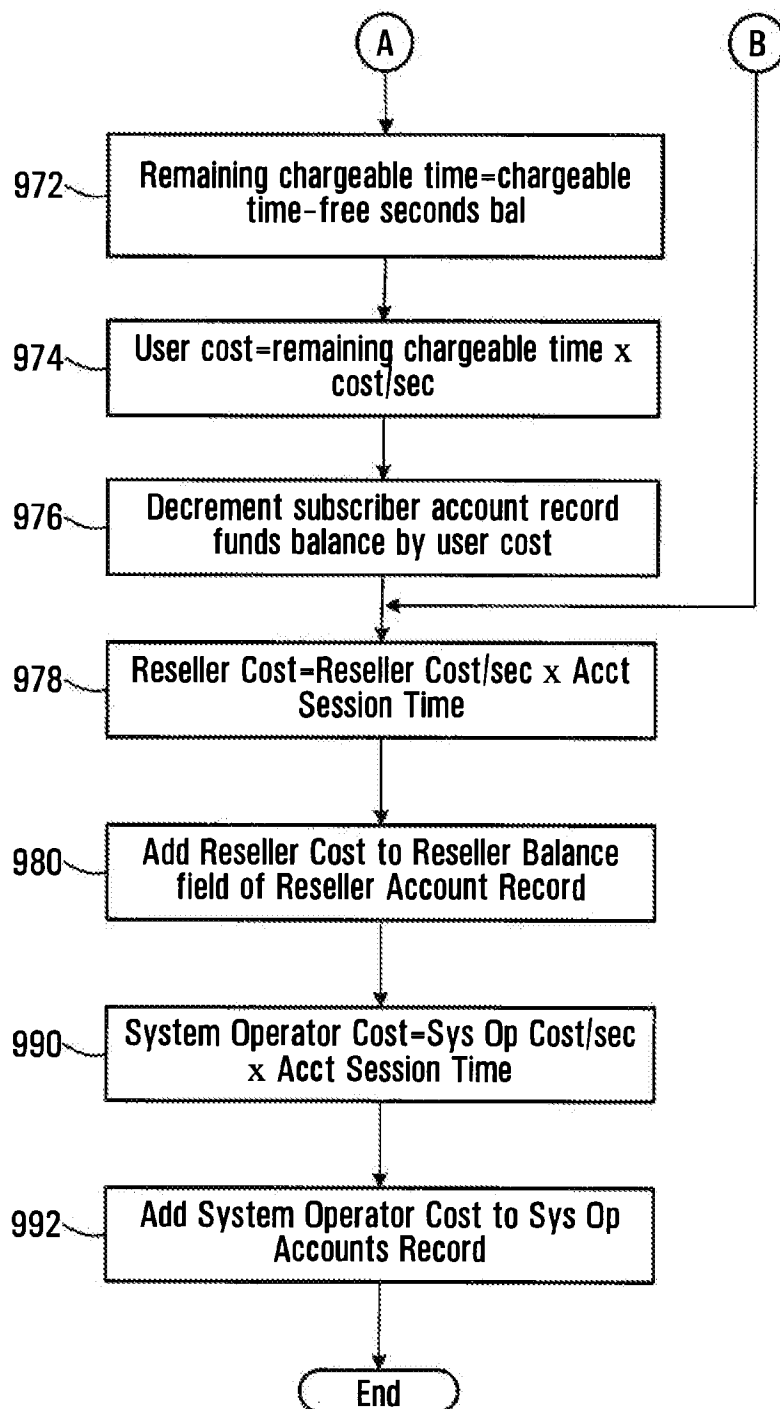 A
B
972
Remaining chargeable time=chargeable
time-free seconds bal
974
User cost=remaining chargeable time x
cost/sec
976
Decrement subscriber account record
funds balance by user cost
978
Reseller Cost=Reseller Cost/sec x Acct
Session Time
980
Add Reseller Cost to Reseller Balance
field of Reseller Account Record
990
System Operator Cost=Sys Op Cost/sec
x Acct Session Time
992
Add System Operator Cost to Sys Op
Accounts Record
End